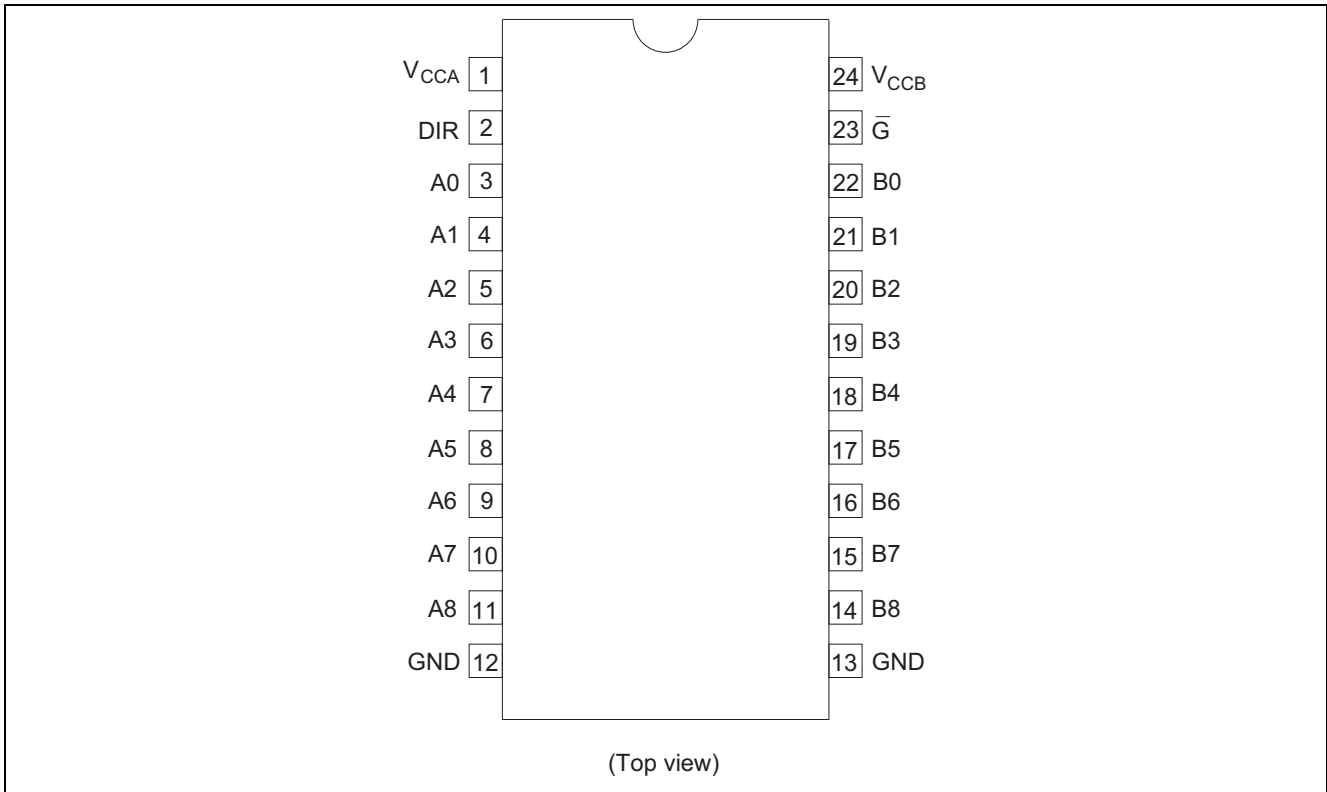 V_CCA 1 24 V_CCB
DIR 2 23 G̅
A0 3 22 B0
A1 4 21 B1
A2 5 20 B2
A3 6 19 B3
A4 7 18 B4
A5 8 17 B5
A6 9 16 B6
A7 10 15 B7
A8 11 14 B8
GND 12 13 GND
(Top view)